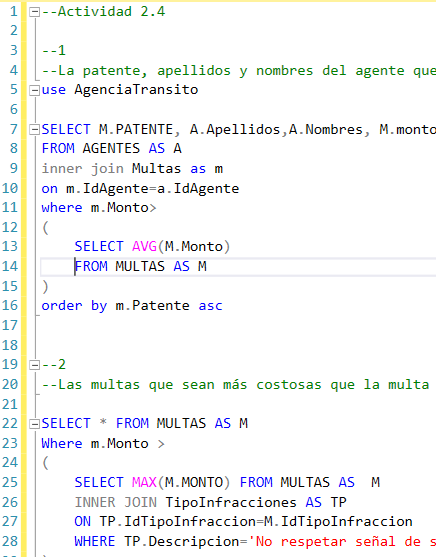 1 --Actividad 2.4
2
3 --1
4 --La patente, apellidos y nombres del agente que
5 use AgenciaTransito
6
7 SELECT M.PATENTE, A.Apellidos,A.Nombres, M.monto
8 FROM AGENTES AS A
9 inner join Multas as m
10 on m.IdAgente=a.IdAgente
11 where m.Monto>
12 (
13 SELECT AVG(M.Monto)
14 FROM MULTAS AS M
15 )
16 order by m.Patente asc
17
18
19 --2
20 --Las multas que sean más costosas que la multa
21
22 SELECT * FROM MULTAS AS M
23 Where m.Monto >
24 (
25 SELECT MAX(M.MONTO) FROM MULTAS AS  M
26 INNER JOIN TipoInfracciones AS TP
27 ON TP.IdTipoInfraccion=M.IdTipoInfraccion
28 WHERE TP.Descripcion='No respetar señal de s